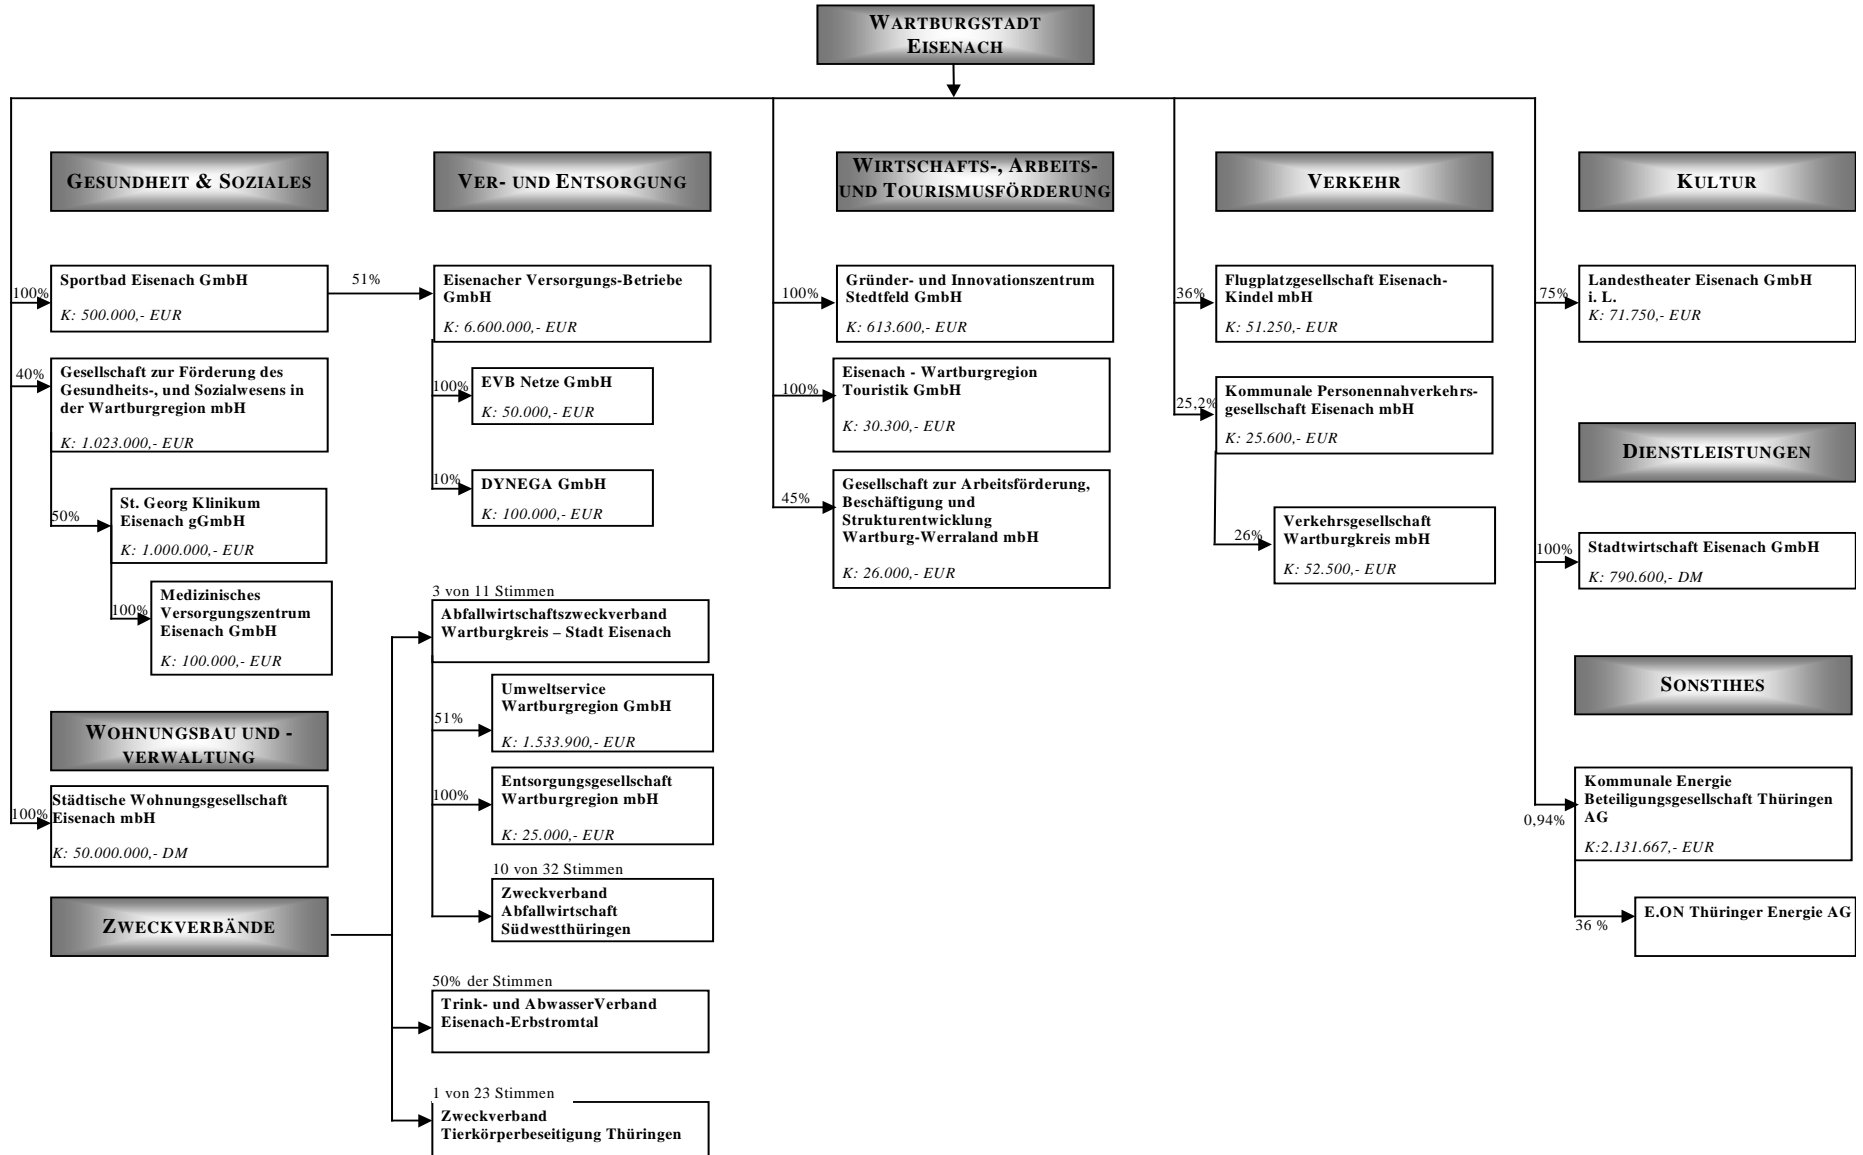 WARTBURGSTADT
EISENACH
GESUNDHEIT & SOZIALES
100%
Sportbad Eisenach GmbH
K: 500.000,- EUR
40%
Gesellschaft zur Förderung des
Gesundheits-, und Sozialwesens in
der Wartburgregion mbH
K: 1.023.000,- EUR
50%
St. Georg Klinikum
Eisenach gGmbH
K: 1.000.000,- EUR
100%
Medizinisches
Versorgungszentrum
Eisenach GmbH
K: 100.000,- EUR
WOHNUNGSBAU UND -
VERWALTUNG
100%
Städtische Wohnungsgesellschaft
Eisenach mbH
K: 50.000.000,- DM
ZWECKVERBÄNDE
VER- UND ENTSORGUNG
51%
Eisenacher Versorgungs-Betriebe
GmbH
K: 6.600.000,- EUR
100%
EVB Netze GmbH
K: 50.000,- EUR
10%
DYNEGA GmbH
K: 100.000,- EUR
3 von 11 Stimmen
Abfallwirtschaftszweckverband
Wartburgkreis – Stadt Eisenach
51%
Umweltservice
Wartburgregion GmbH
K: 1.533.900,- EUR
100%
Entsorgungsgesellschaft
Wartburgregion mbH
K: 25.000,- EUR
10 von 32 Stimmen
Zweckverband
Abfallwirtschaft
Südwestthüringen
50% der Stimmen
Trink- und AbwasserVerband
Eisenach-Erbstromtal
1 von 23 Stimmen
Zweckverband
Tierkörperbeseitigung Thüringen
WIRTSCHAFTS-, ARBEITS-
UND TOURISMUSFÖRDERUNG
100%
Gründer- und Innovationszentrum
Stedtfeld GmbH
K: 613.600,- EUR
100%
Eisenach - Wartburgregion
Touristik GmbH
K: 30.300,- EUR
45%
Gesellschaft zur Arbeitsförderung,
Beschäftigung und
Strukturentwicklung
Wartburg-Werraland mbH
K: 26.000,- EUR
VERKEHR
36%
Flugplatzgesellschaft Eisenach-
Kindel mbH
K: 51.250,- EUR
25,2%
Kommunale Personennahverkehrs-
gesellschaft Eisenach mbH
K: 25.600,- EUR
26%
Verkehrsgesellschaft
Wartburgkreis mbH
K: 52.500,- EUR
KULTUR
75%
Landestheater Eisenach GmbH
i. L.
K: 71.750,- EUR
DIENSTLEISTUNGEN
100%
Stadtwirtschaft Eisenach GmbH
K: 790.600,- DM
SONSTIHES
0,94%
Kommunale Energie
Beteiligungsgesellschaft Thüringen
AG
K:2.131.667,- EUR
36 %
E.ON Thüringer Energie AG